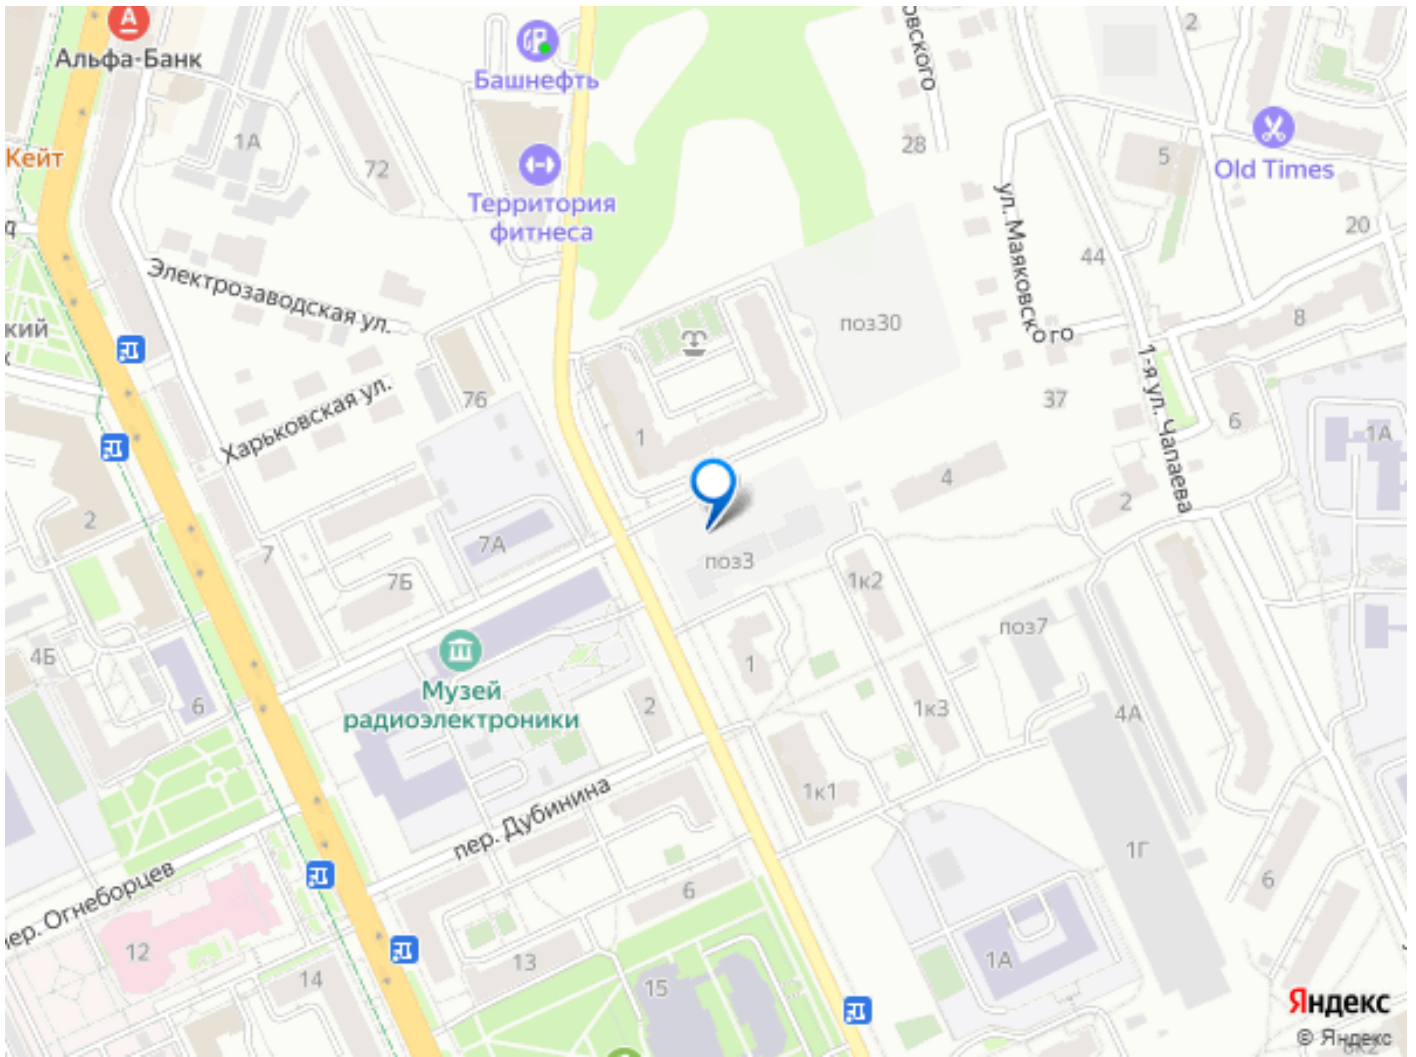 Альфа-Банк
Башнефть
овского
2
Кейт
1А
72
28
5
Old Times
Территория
фитнеса
ул. Маяковского
44
20
Электрозаводская ул.
кий
поз30
8
1-я ул. Чапаева
Харьковская ул.
76
1
37
6
1А
4
2
2
7
7А
7Б
поз3
1к2
поз7
4Б
6
Музей
радиоэлектроники
1
2
1к3
4А
пер. Дубинина
1к1
1Г
пер. Огнеборцев
6
6
12
13
14
15
1А
Яндекс
© Яндекс